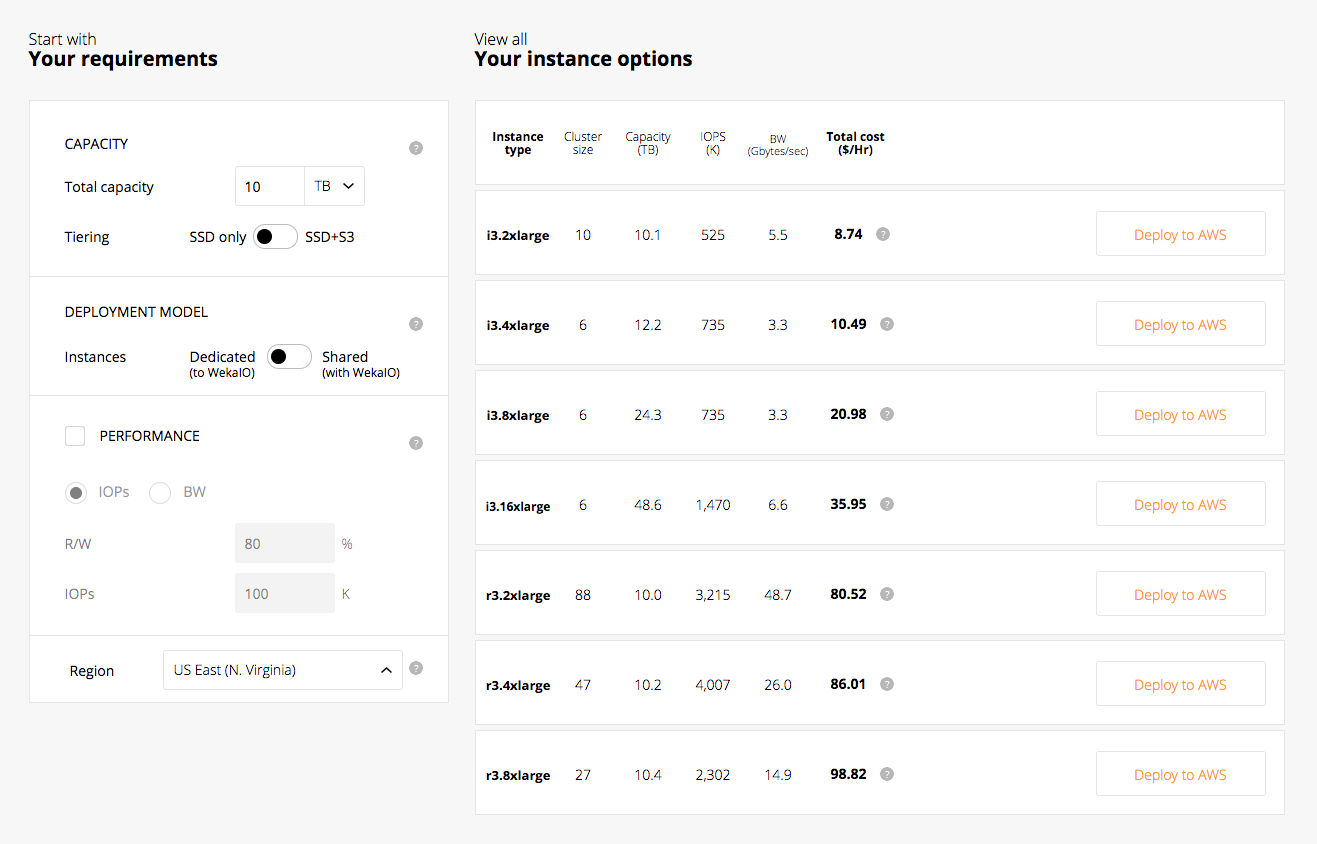 Start with
Your requirements
CAPACITY ?
Total capacity 10 TB
Tiering SSD only SSD+S3
DEPLOYMENT MODEL ?
Instances Dedicated (to WekaIO) Shared (with WekaIO)
PERFORMANCE ?
IOPs BW
R/W 80 %
IOPs 100 K
Region US East (N. Virginia) ?
View all
Your instance options
Instance type Cluster size Capacity (TB) IOPS (K) BW (Gbytes/sec) Total cost ($/Hr)
i3.2xlarge 10 10.1 525 5.5 8.74 ? Deploy to AWS
i3.4xlarge 6 12.2 735 3.3 10.49 ? Deploy to AWS
i3.8xlarge 6 24.3 735 3.3 20.98 ? Deploy to AWS
i3.16xlarge 6 48.6 1,470 6.6 35.95 ? Deploy to AWS
r3.2xlarge 88 10.0 3,215 48.7 80.52 ? Deploy to AWS
r3.4xlarge 47 10.2 4,007 26.0 86.01 ? Deploy to AWS
r3.8xlarge 27 10.4 2,302 14.9 98.82 ? Deploy to AWS